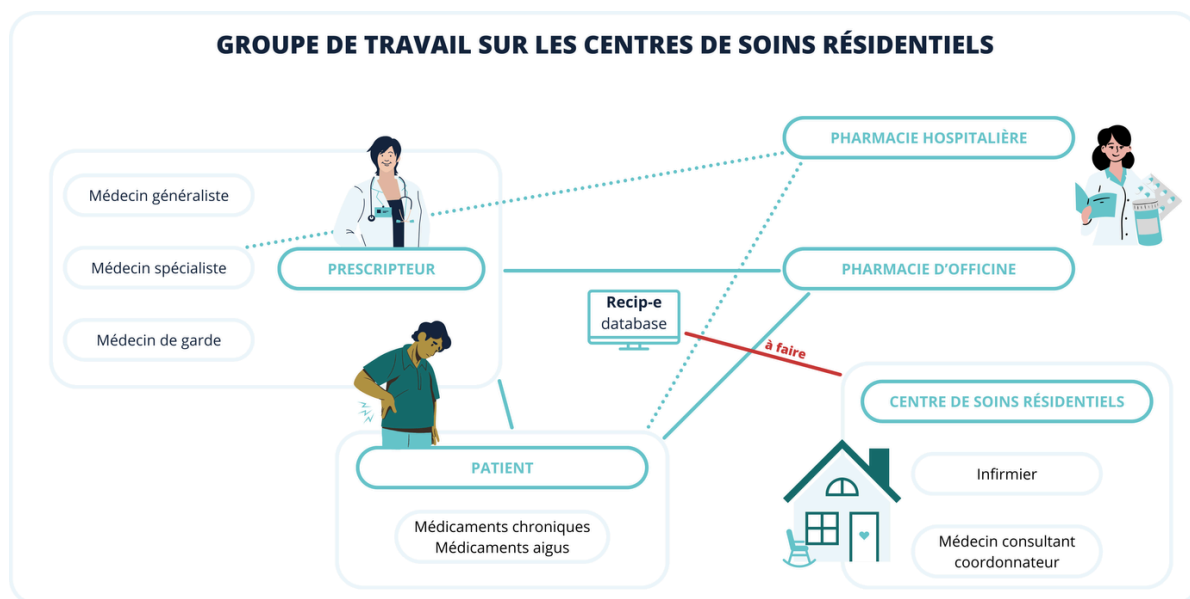 GROUPE DE TRAVAIL SUR LES CENTRES DE SOINS RÉSIDENTIELS
PHARMACIE HOSPITALIÈRE
Médecin généraliste
Médecin spécialiste
PRESCRIPTEUR
PHARMACIE D'OFFICINE
Médecin de garde
Recip-e
database
à faire
CENTRE DE SOINS RÉSIDENTIELS
PATIENT
Infirmier
Médicaments chroniques
Médicaments aigus
Médecin consultant
coordonnateur